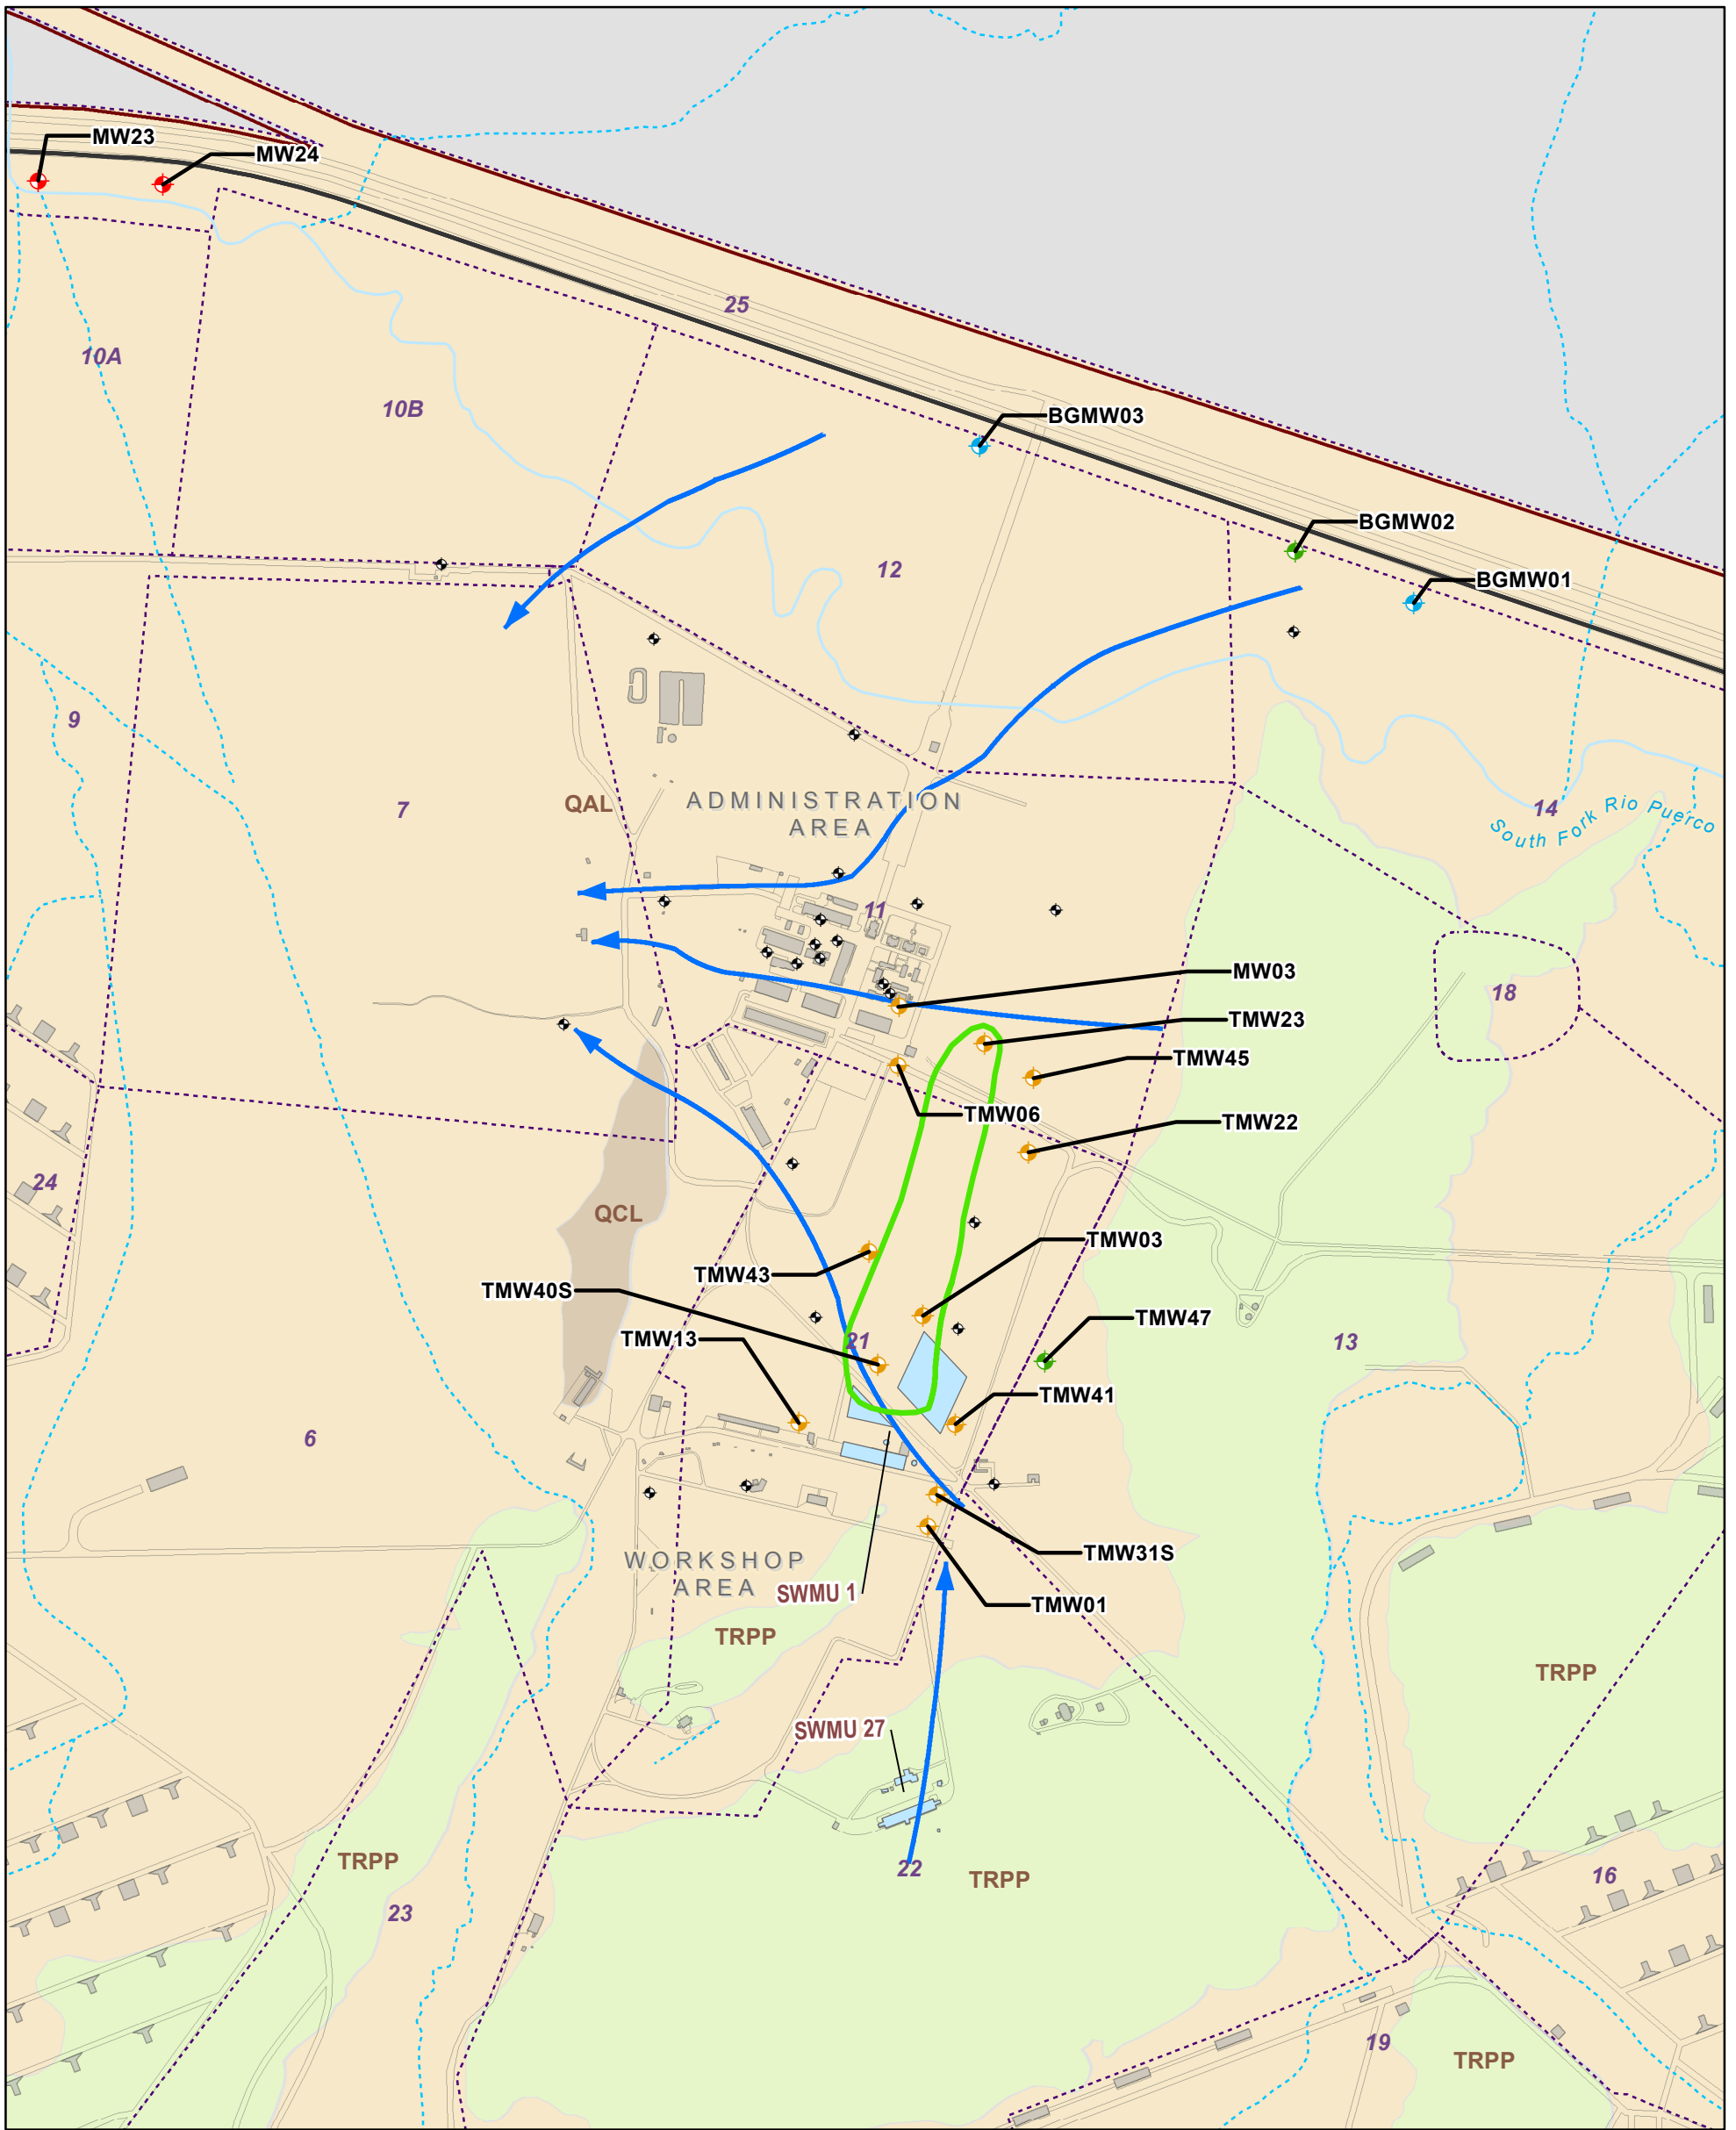 MW23
MW24
25
10A
10B
BGMW03
BGMW02
12
BGMW01
9
7
QAL
ADMINISTRATION
AREA
14
South Fork Rio Puerco
11
MW03
18
TMW23
TMW45
TMW06
TMW22
24
QCL
TMW03
TMW43
TMW40S
TMW47
TMW13
21
13
TMW41
6
TMW31S
WORKSHOP
AREA
SWMU 1
TMW01
TRPP
TRPP
SWMU 27
TRPP
22
TRPP
16
23
19
TRPP